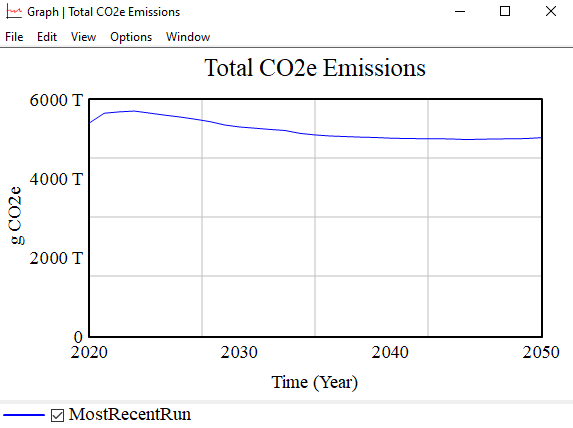 Graph | Total CO2e Emissions
File Edit View Options Window
Total CO2e Emissions
6000 T
4000 T
2000 T
0
g CO2e
2020 2030 2040 2050
Time (Year)
MostRecentRun